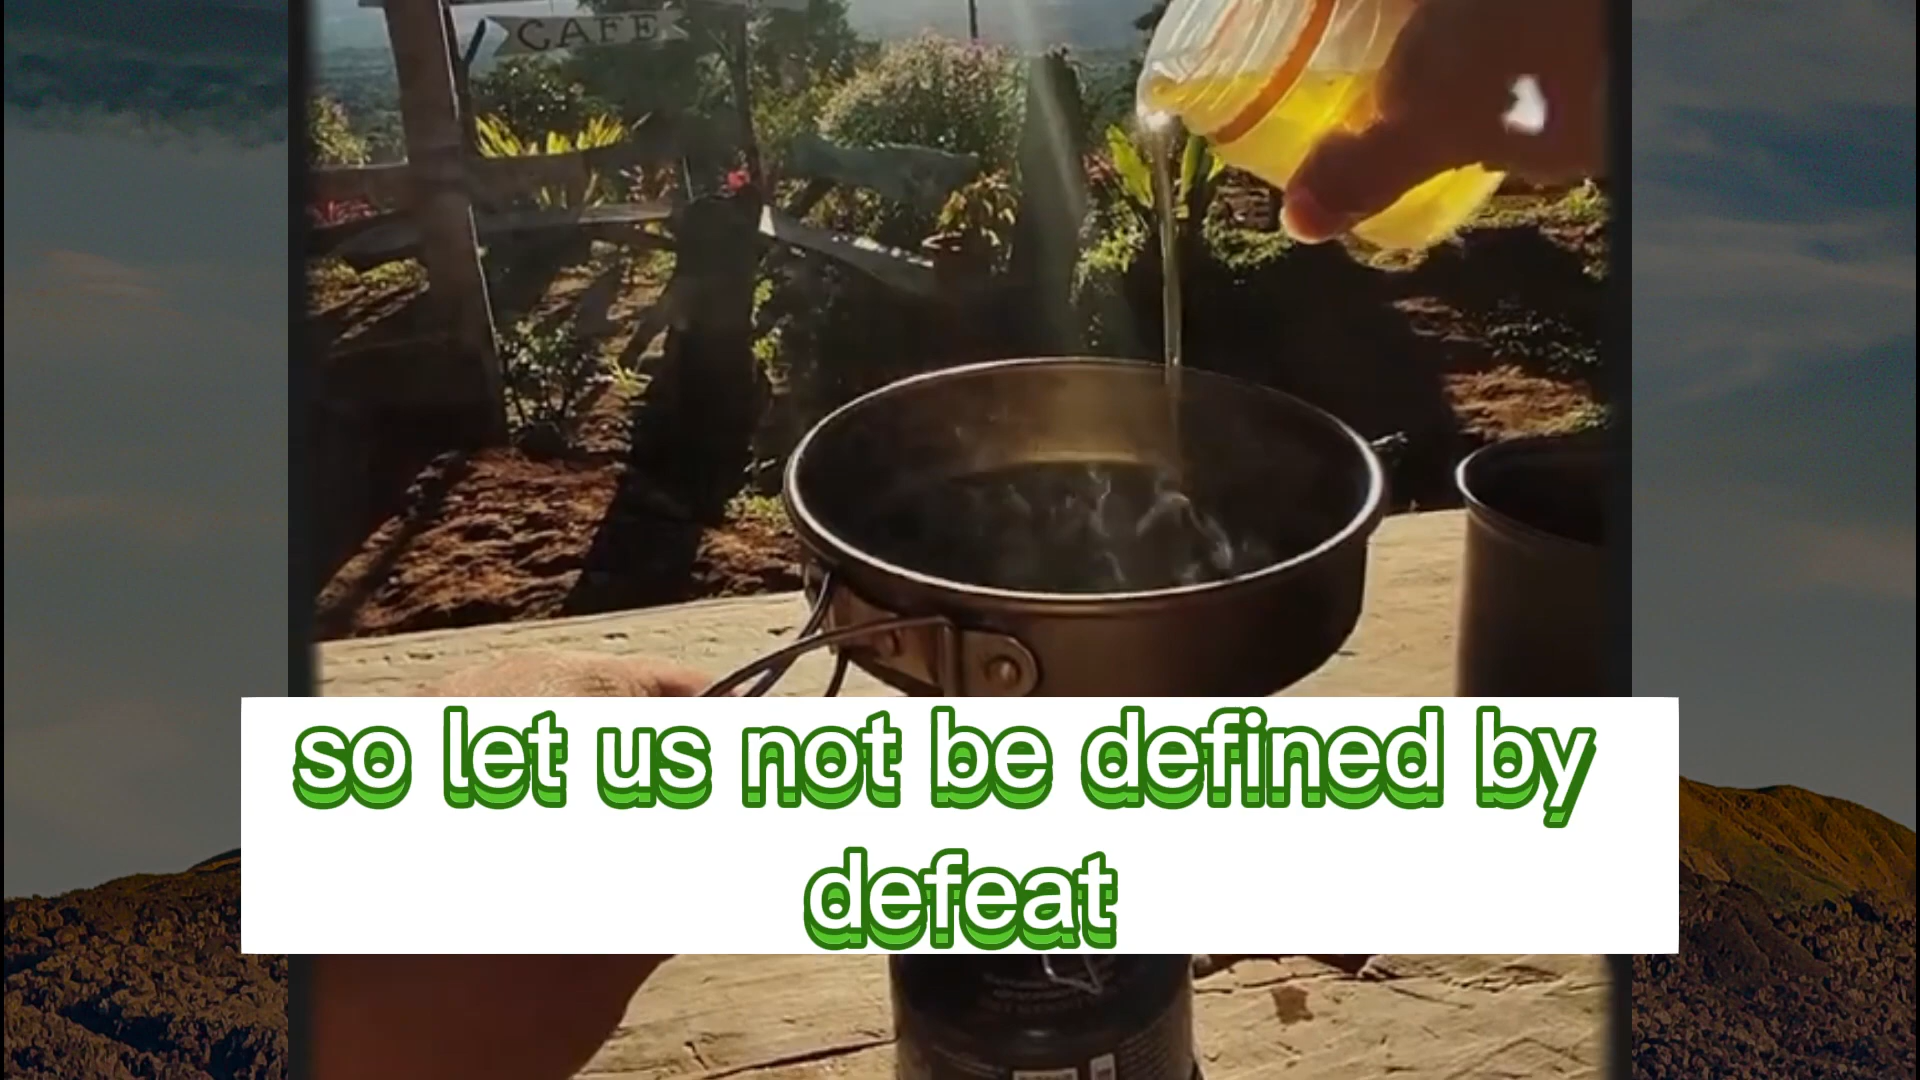 CAFE
so let us not be defined by
defeat